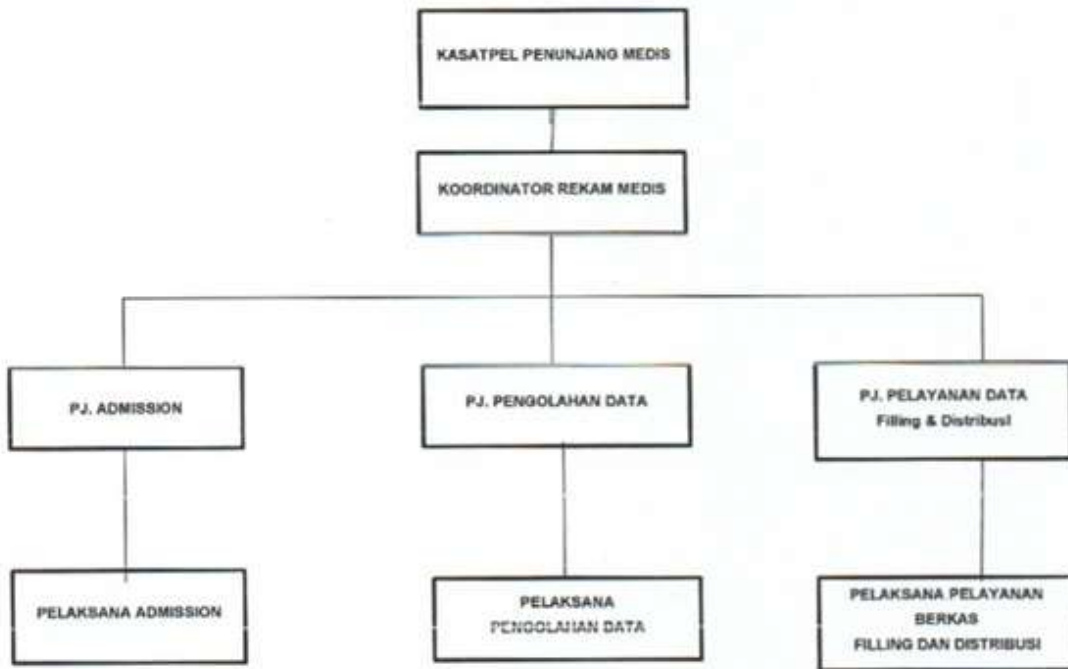 KASATPEL PENUNJANG MEDIS
KOORDINATOR REKAM MEDIS
PJ. ADMISSION
PJ. PENGOLAHAN DATA
PJ. PELAYANAN DATA
Filling & Distribusi
PELAKSANA ADMISSION
PELAKSANA
PENGOLAHAN DATA
PELAKSANA PELAYANAN
BERKAS
FILLING DAN DISTRIBUSI